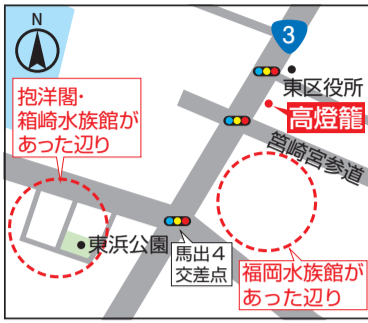 N
3
東区役所
抱洋閣・
箱崎水族館が
あった辺り
高燈籠
筥崎宮参道
東浜公園
馬出4
交差点
福岡水族館が
あった辺り